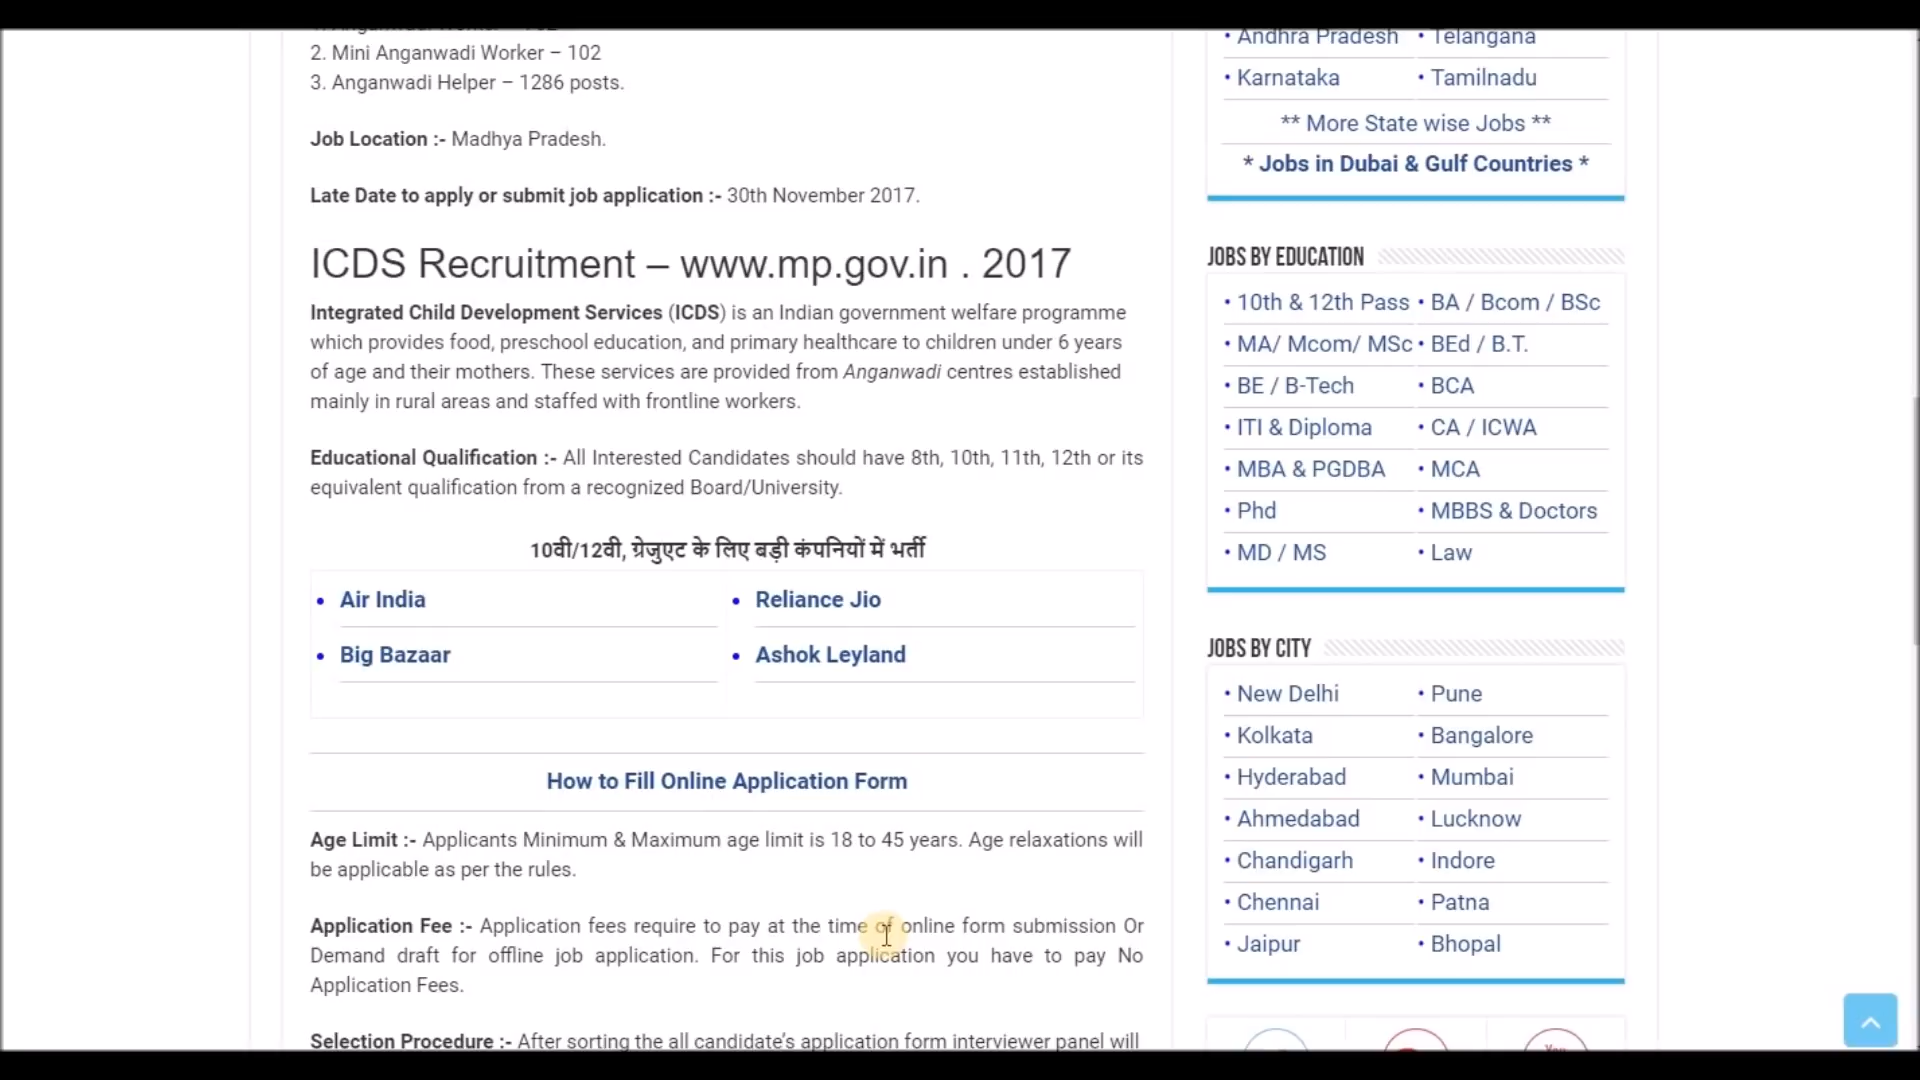 2. Mini Anganwadi Worker – 102
3. Anganwadi Helper – 1286 posts.
Job Location :- Madhya Pradesh.
Late Date to apply or submit job application :- 30th November 2017.
ICDS Recruitment – www.mp.gov.in . 2017
Integrated Child Development Services (ICDS) is an Indian government welfare programme
which provides food, preschool education, and primary healthcare to children under 6 years
of age and their mothers. These services are provided from Anganwadi centres established
mainly in rural areas and staffed with frontline workers.
Educational Qualification :- All Interested Candidates should have 8th, 10th, 11th, 12th or its
equivalent qualification from a recognized Board/University.
10वी/12वी, ग्रेजुएट के लिए बड़ी कंपनियों में भर्ती
• Air India
• Reliance Jio
• Big Bazaar
• Ashok Leyland
How to Fill Online Application Form
Age Limit :- Applicants Minimum & Maximum age limit is 18 to 45 years. Age relaxations will
be applicable as per the rules.
Application Fee :- Application fees require to pay at the time of online form submission Or
Demand draft for offline job application. For this job application you have to pay No
Application Fees.
Selection Procedure :- After sorting the all candidate's application form interviewer panel will
• Andhra Pradesh • Telangana
• Karnataka • Tamilnadu
** More State wise Jobs **
* Jobs in Dubai & Gulf Countries *
JOBS BY EDUCATION
• 10th & 12th Pass • BA / Bcom / BSc
• MA/ Mcom/ MSc • BEd / B.T.
• BE / B-Tech • BCA
• ITI & Diploma • CA / ICWA
• MBA & PGDBA • MCA
• Phd • MBBS & Doctors
• MD / MS • Law
JOBS BY CITY
• New Delhi • Pune
• Kolkata • Bangalore
• Hyderabad • Mumbai
• Ahmedabad • Lucknow
• Chandigarh • Indore
• Chennai • Patna
• Jaipur • Bhopal